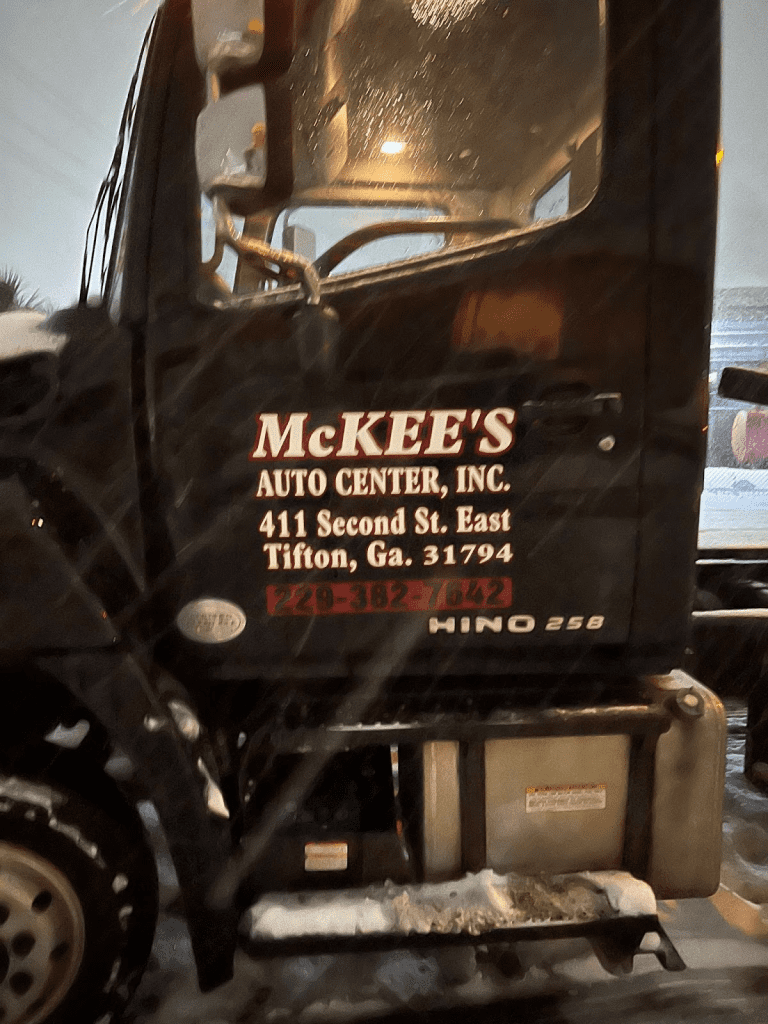 McKEE'S
AUTO CENTER, INC.
411 Second St. East
Tifton, Ga. 31794
229-382-7642
HINO 258